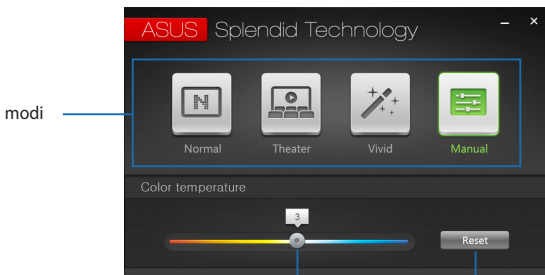 ASUS Splendid Technology
modi
N
Normal Theater Vivid Manual
Color temperature
3
Reset